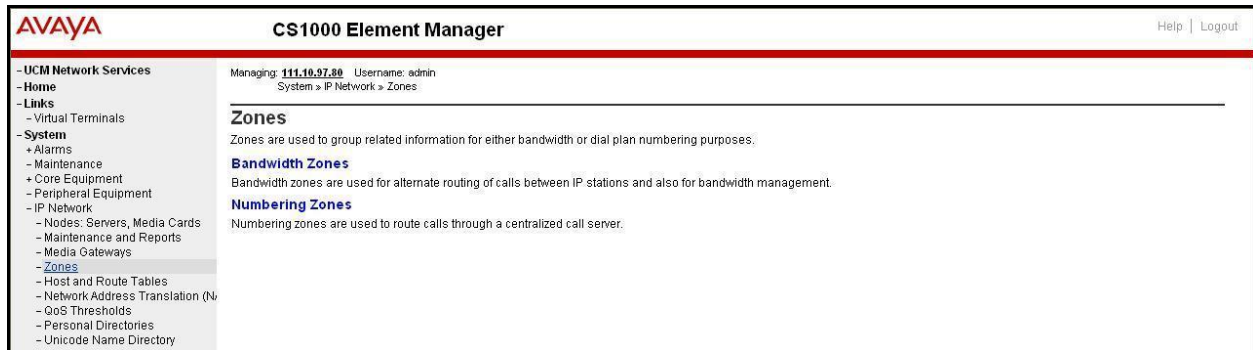 AVAYA
CS1000 Element Manager
Help | Logout
- UCM Network Services
- Home
- Links
- Virtual Terminals
- System
+ Alarms
- Maintenance
+ Core Equipment
- Peripheral Equipment
- IP Network
- Nodes: Servers, Media Cards
- Maintenance and Reports
- Media Gateways
- Zones
- Host and Route Tables
- Network Address Translation (N
- QoS Thresholds
- Personal Directories
- Unicode Name Directory
Managing: 111.10.97.80 Username: admin
System » IP Network » Zones
Zones
Zones are used to group related information for either bandwidth or dial plan numbering purposes.
Bandwidth Zones
Bandwidth zones are used for alternate routing of calls between IP stations and also for bandwidth management.
Numbering Zones
Numbering zones are used to route calls through a centralized call server.